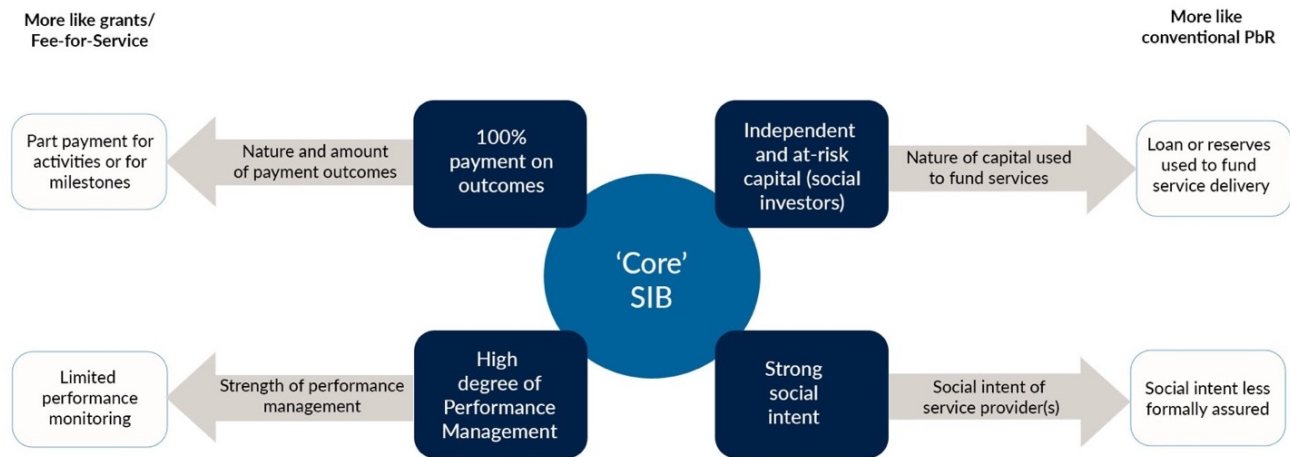 More like grants/
Fee-for-Service
More like
conventional PbR
Part payment for
activities or for
milestones
Nature and amount
of payment outcomes
100%
payment on
outcomes
Independent
and at-risk
capital (social
investors)
Nature of capital used
to fund services
Loan or reserves
used to fund
service delivery
‘Core’
SIB
Limited
performance
monitoring
Strength of performance
management
High
degree of
Performance
Management
Strong
social
intent
Social intent of
service provider(s)
Social intent less
formally assured